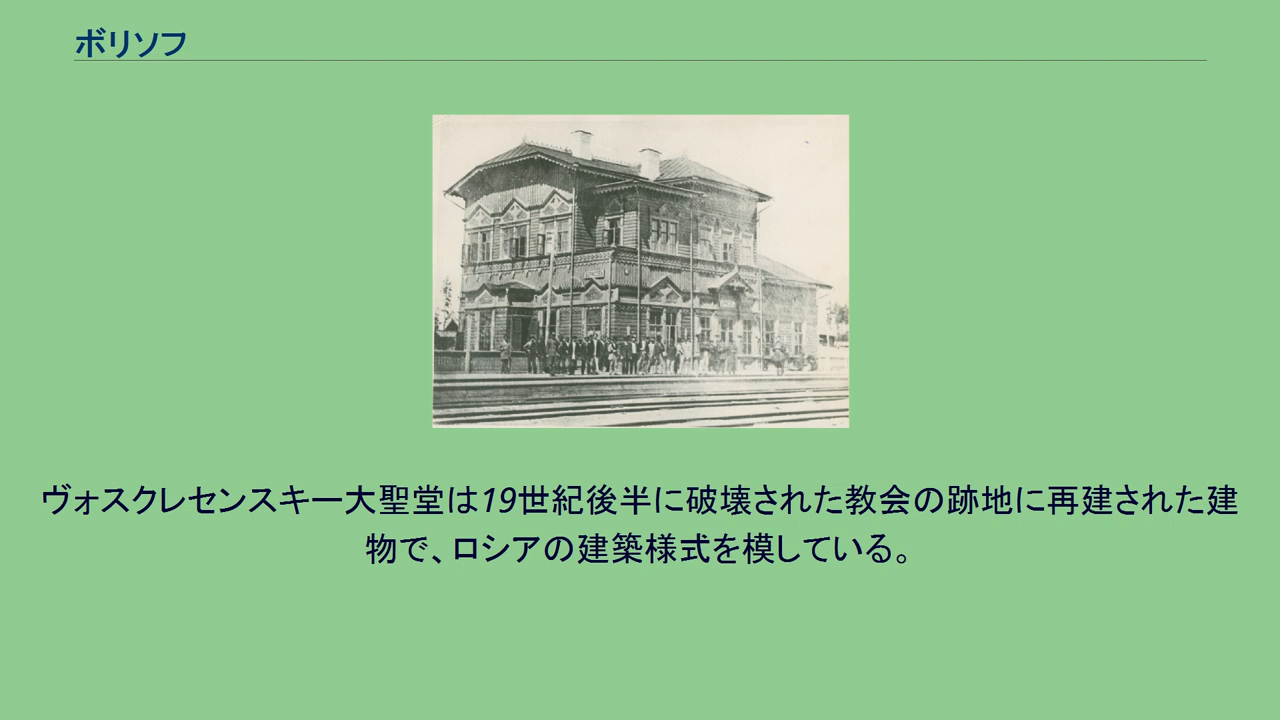 ボリソフ
ヴォスクレセンスキー大聖堂は19世紀後半に破壊された教会の跡地に再建された建
物で、ロシアの建築様式を模している。